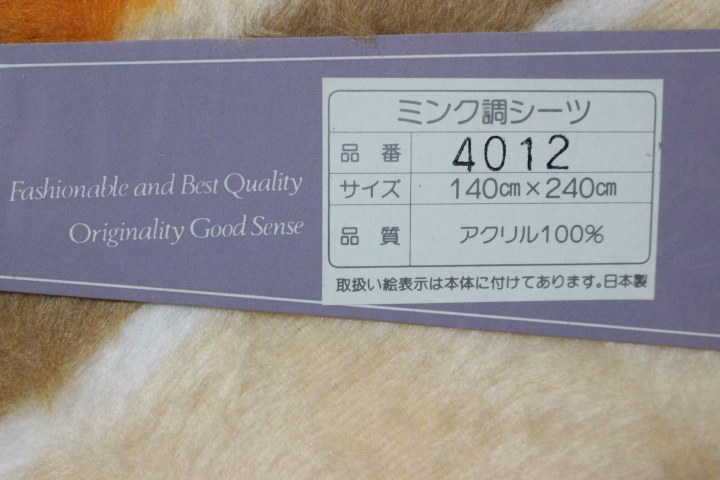 Fashionable and Best Quality
Originality Good Sense
ミンク調シーツ
品番 4012
サイズ 140cm×240cm
品質 アクリル100%
取扱い絵表示は本体に付けてあります。日本製